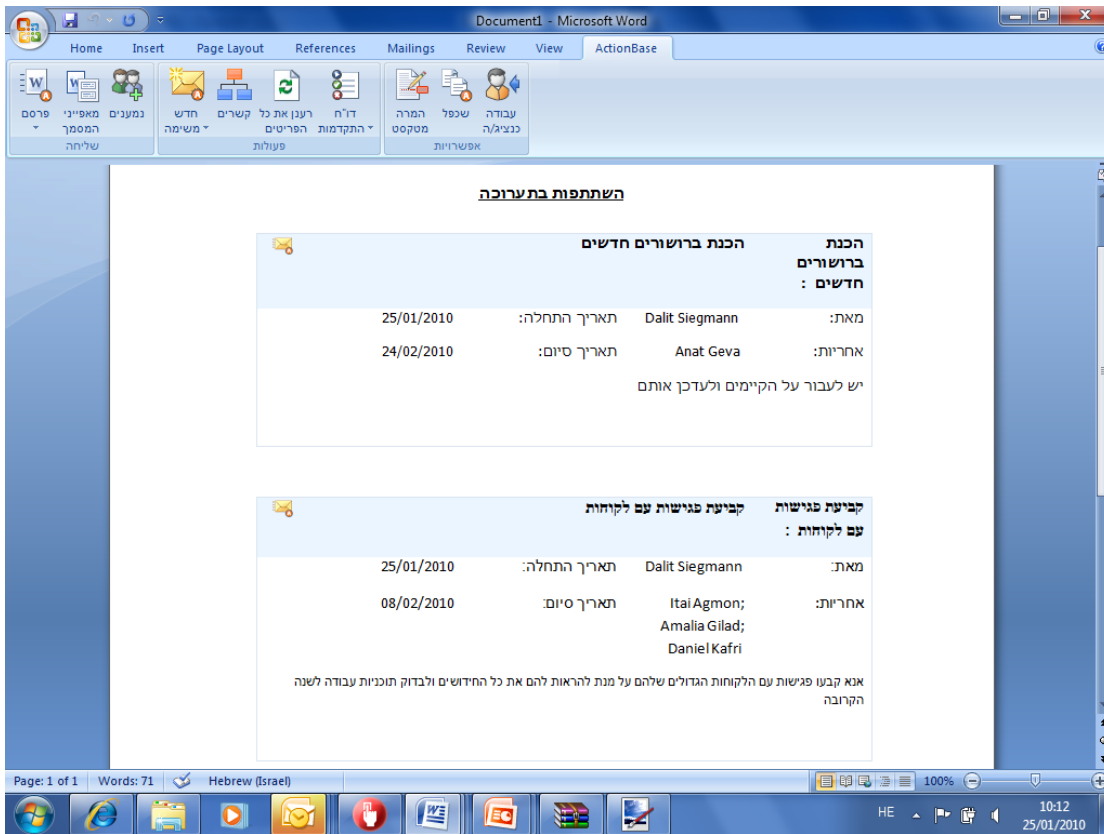 Document1 - Microsoft Word
Home Insert Page Layout References Mailings Review View ActionBase
פרסם
מאפייני המסמך
נמענים
שליחה
חדש משימה
קשרים
רענן את כל הפריטים
דו"ח התקדמות
פעולות
המרה מטקסט
שכפל
עבודה כנציג/ה
אפשרויות
השתתפות בתערוכה
הכנת ברושורים חדשים :
הכנת ברושורים חדשים
מאת: Dalit Siegmann תאריך התחלה: 25/01/2010
אחריות: Anat Geva תאריך סיום: 24/02/2010
יש לעבור על הקיימים ולעדכן אותם
קביעת פגישות עם לקוחות :
קביעת פגישות עם לקוחות
מאת: Dalit Siegmann תאריך התחלה: 25/01/2010
אחריות: Itai Agmon; תאריך סיום: 08/02/2010
Amalia Gilad;
Daniel Kafri
אנא קבעו פגישות עם הלקוחות הגדולים שלהם על מנת להראות להם את כל החידושים ולבדוק תוכניות עבודה לשנה
הקרובה
Page: 1 of 1 Words: 71 Hebrew (Israel) 100%
HE 10:12
25/01/2010